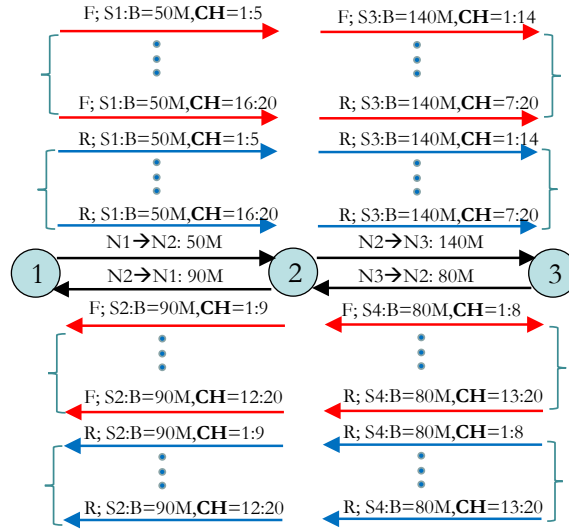 F; S1:B=50M,CH=1:5
F; S3:B=140M,CH=1:14
F; S1:B=50M,CH=16:20
R; S3:B=140M,CH=7:20
R; S1:B=50M,CH=1:5
R; S3:B=140M,CH=1:14
R; S1:B=50M,CH=16:20
R; S3:B=140M,CH=7:20
N1→N2: 50M
N2→N3: 140M
1
2
3
N2→N1: 90M
N3→N2: 80M
F; S2:B=90M,CH=1:9
F; S4:B=80M,CH=1:8
F; S2:B=90M,CH=12:20
R; S4:B=80M,CH=13:20
R; S2:B=90M,CH=1:9
R; S4:B=80M,CH=1:8
R; S2:B=90M,CH=12:20
R; S4:B=80M,CH=13:20